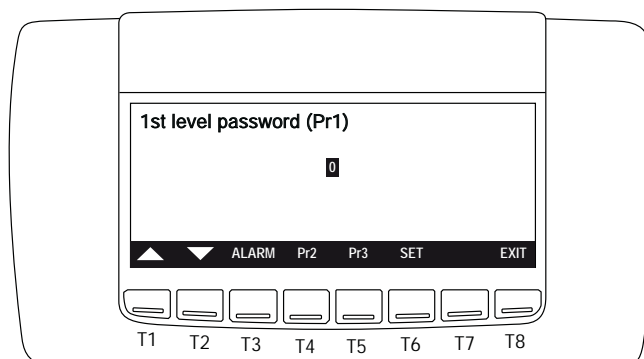 1st level password (Pr1)
0
ALARM Pr2 Pr3 SET EXIT
T1 T2 T3 T4 T5 T6 T7 T8